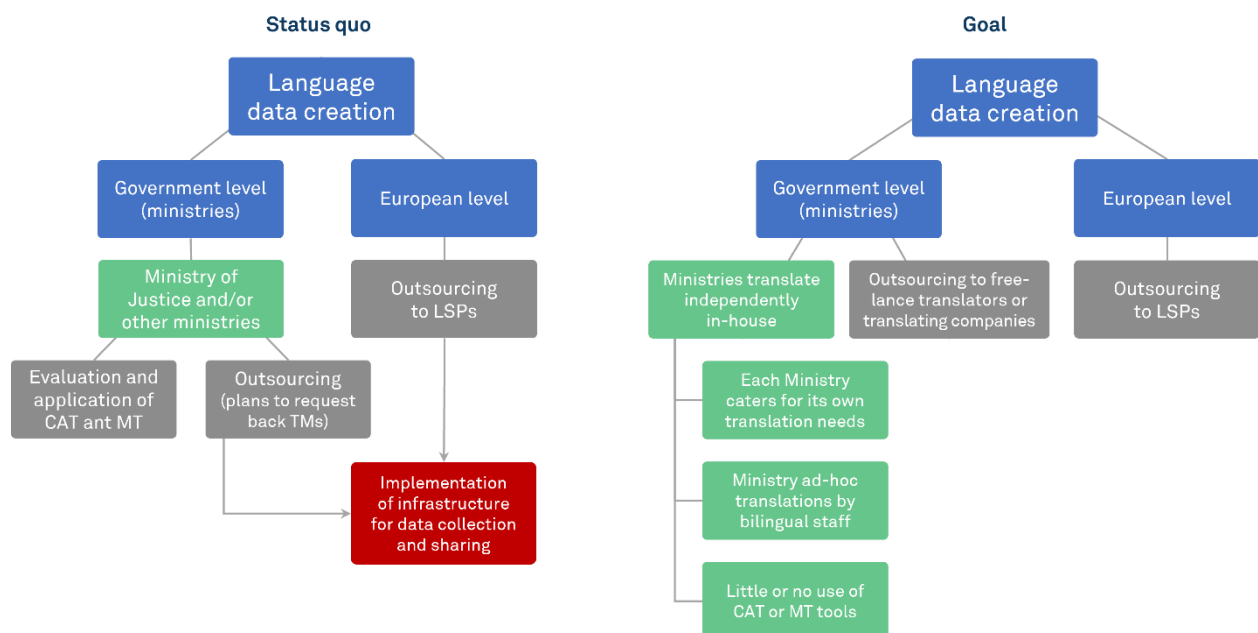 Status quo
Language
data creation
Government level
(ministries)
European level
Ministry of
Justice and/or
other ministries
Outsourcing
to LSPs
Evaluation and
application of
CAT ant MT
Outsourcing
(plans to request
back TMs)
Implementation
of infrastructure
for data collection
and sharing
Goal
Language
data creation
Government level
(ministries)
European level
Ministries translate
independently
in-house
Outsourcing to free-
lance translators or
translating companies
Outsourcing
to LSPs
Each Ministry
caters for its own
translation needs
Ministry ad-hoc
translations by
bilingual staff
Little or no use of
CAT or MT tools